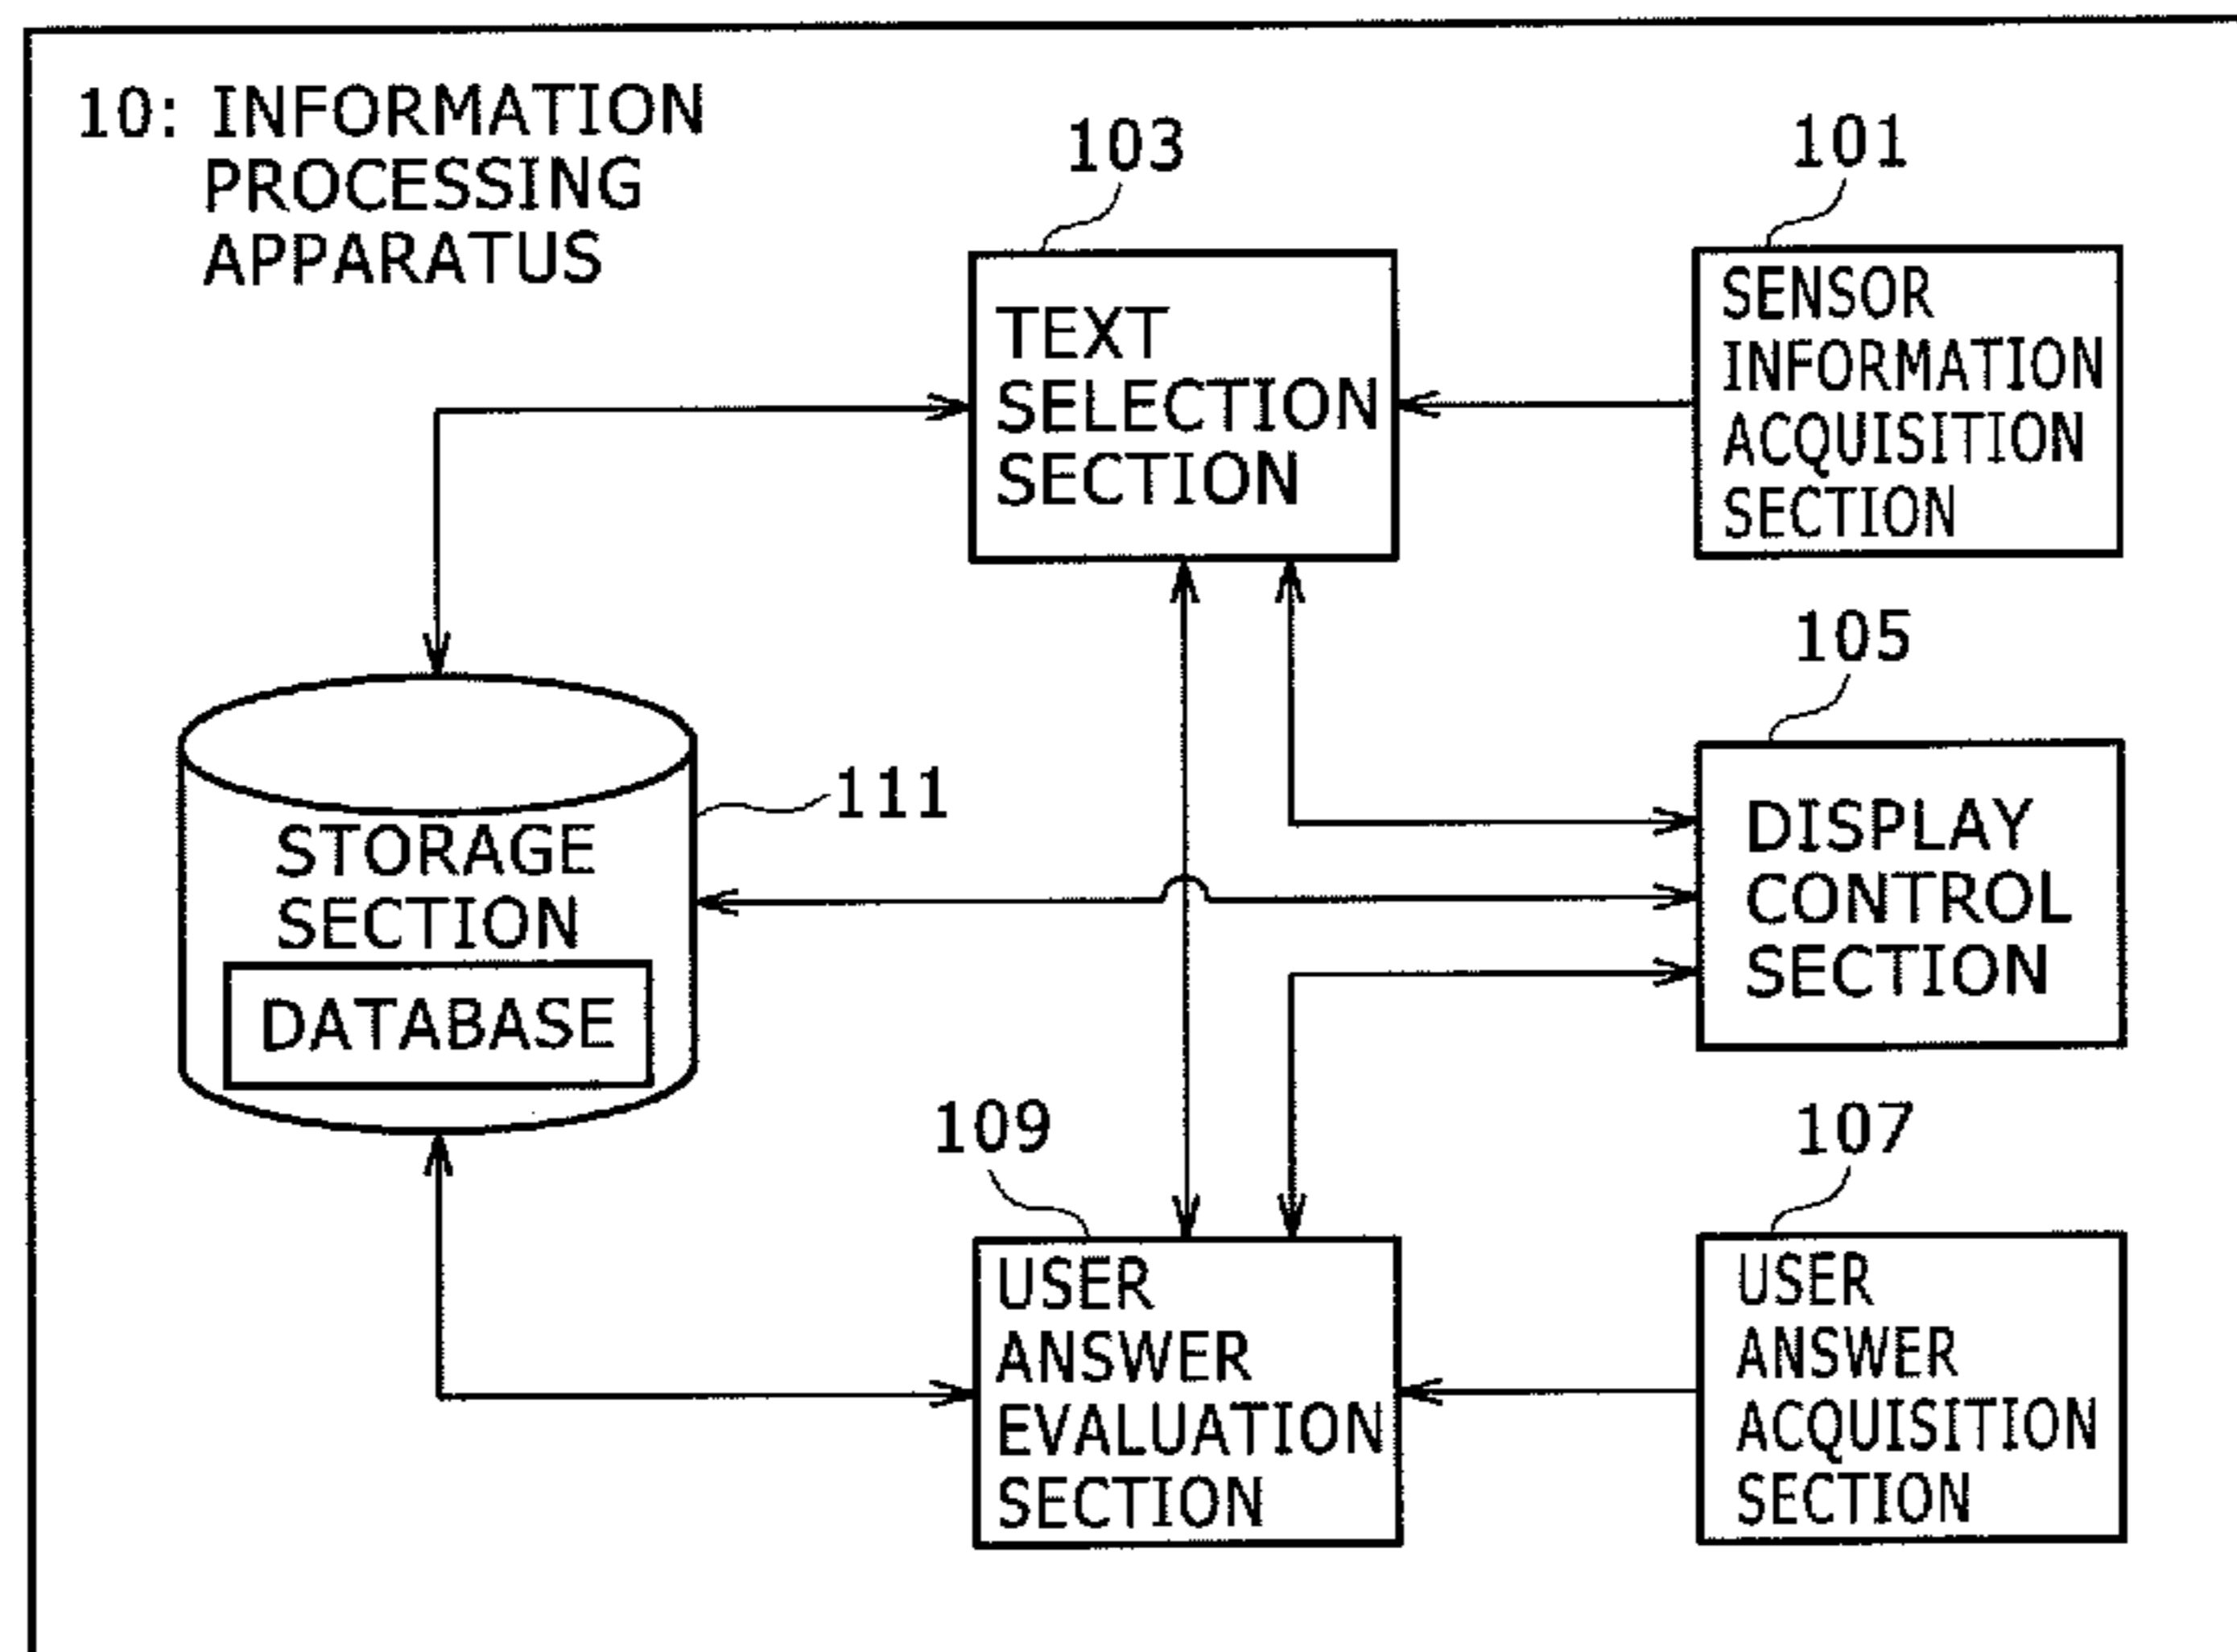 10: INFORMATION
PROCESSING
APPARATUS
103
TEXT
SELECTION
SECTION
101
SENSOR
INFORMATION
ACQUISITION
SECTION
111
STORAGE
SECTION
DATABASE
105
DISPLAY
CONTROL
SECTION
109
USER
ANSWER
EVALUATION
SECTION
107
USER
ANSWER
ACQUISITION
SECTION